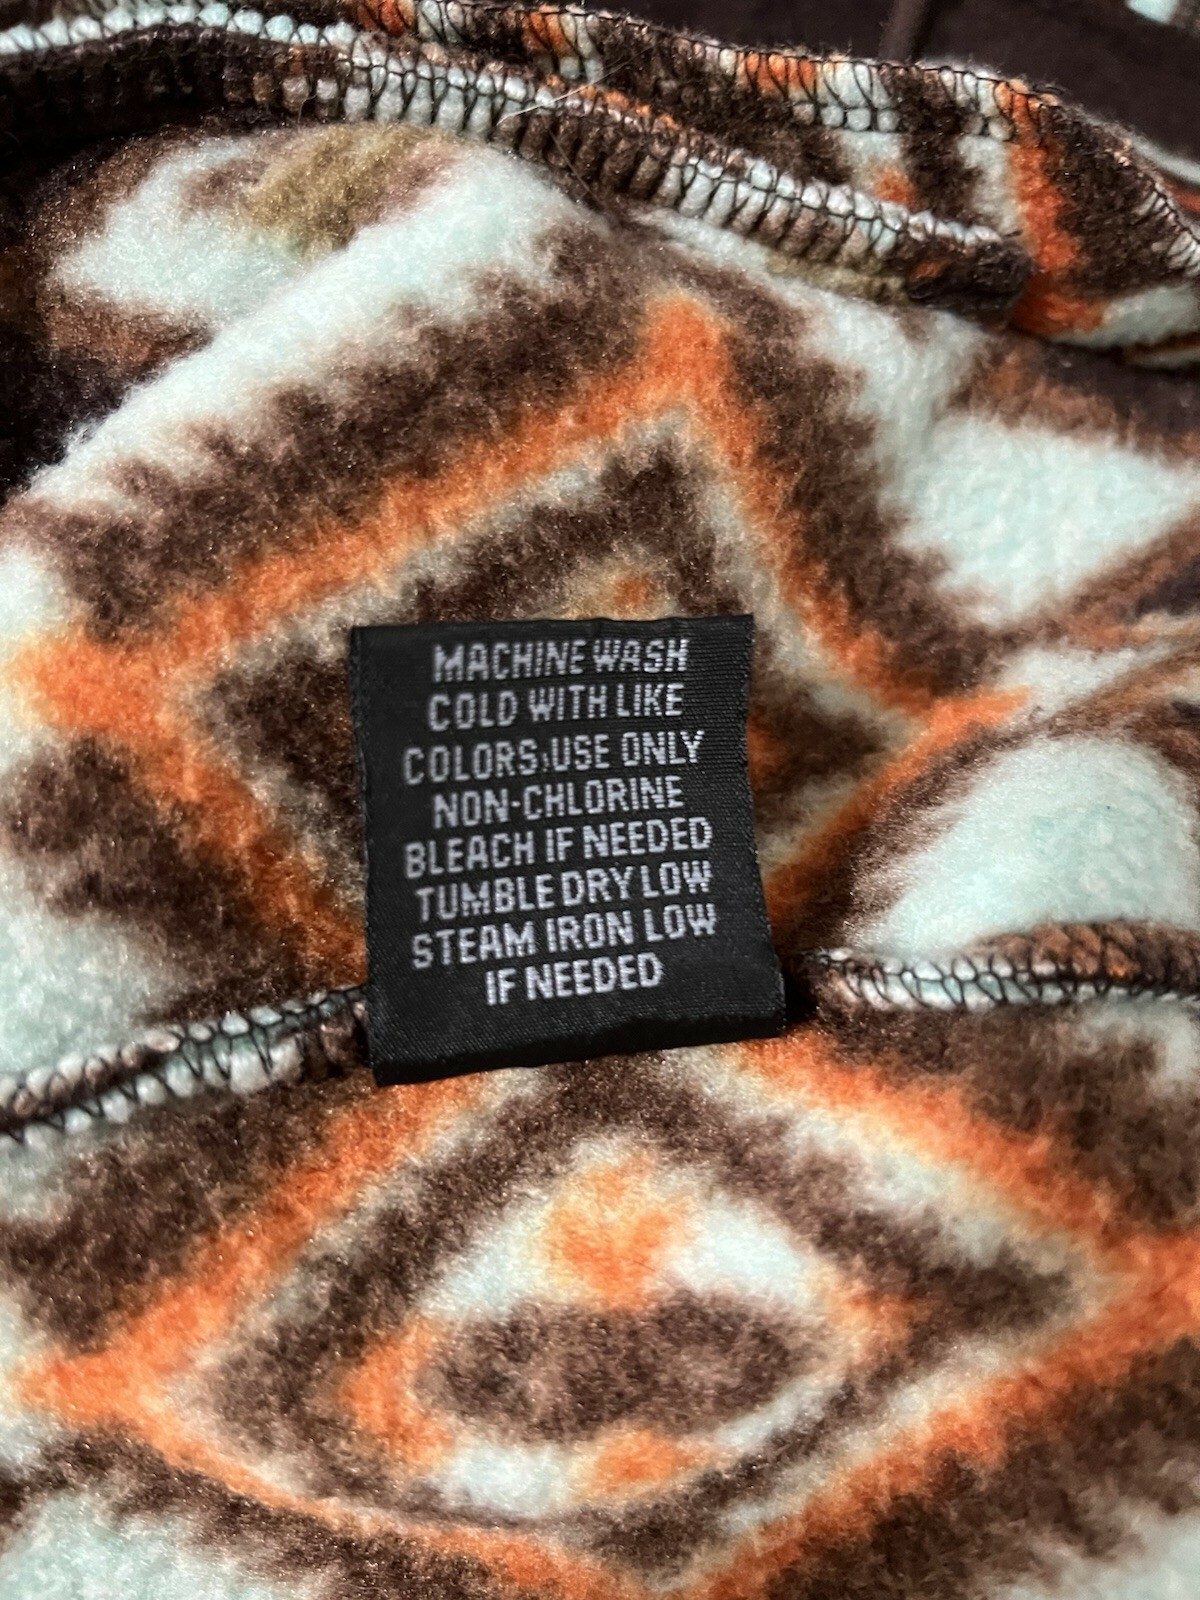 MACHINE WASH
COLD WITH LIKE
COLORS,USE ONLY
NON-CHLORINE
BLEACH IF NEEDED
TUMBLE DRY LOW
STEAM IRON LOW
IF NEEDED